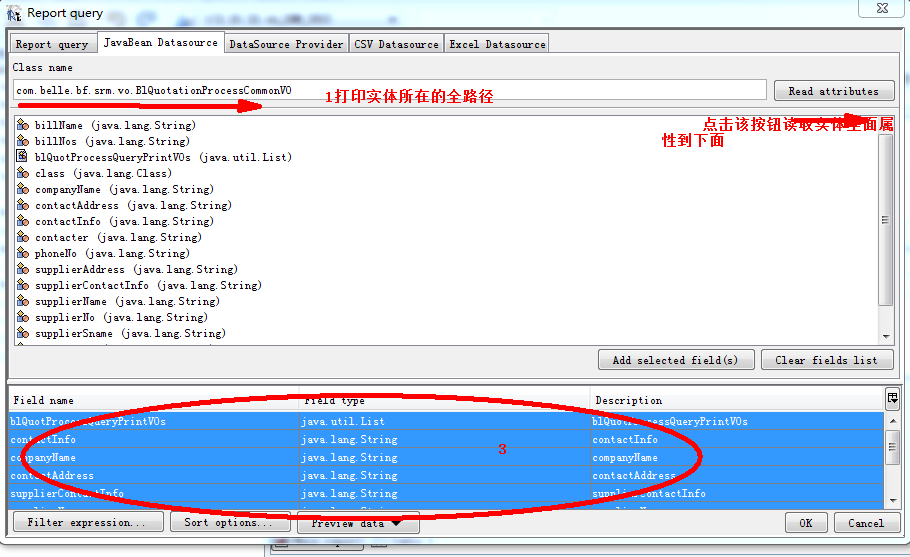 Report query
Report query
JavaBean Datasource
DataSource Provider
CSV Datasource
Excel Datasource
Class name
com.belle.bf.srm.vo.BlQuotationProcessCommonVO
Read attributes
1打印实体所在的全路径
点击该按钮读取实体里面属
性到下面
billName (java.lang.String)
billNos (java.lang.String)
blQuotProcessQueryPrintVOs (java.util.List)
class (java.lang.Class)
companyName (java.lang.String)
contactAddress (java.lang.String)
contactInfo (java.lang.String)
contacter (java.lang.String)
phoneNo (java.lang.String)
supplierAddress (java.lang.String)
supplierContactInfo (java.lang.String)
supplierName (java.lang.String)
supplierNo (java.lang.String)
supplierSname (java.lang.String)
Add selected field(s)
Clear fields list
Field name Field type Description
blQuotProcessQueryPrintVOs java.util.List blQuotProcessQueryPrintVOs
contactInfo java.lang.String contactInfo
companyName java.lang.String companyName
contactAddress java.lang.String contactAddress
supplierContactInfo java.lang.String supplierContactInfo
3
Filter expression...
Sort options...
Preview data
OK
Cancel